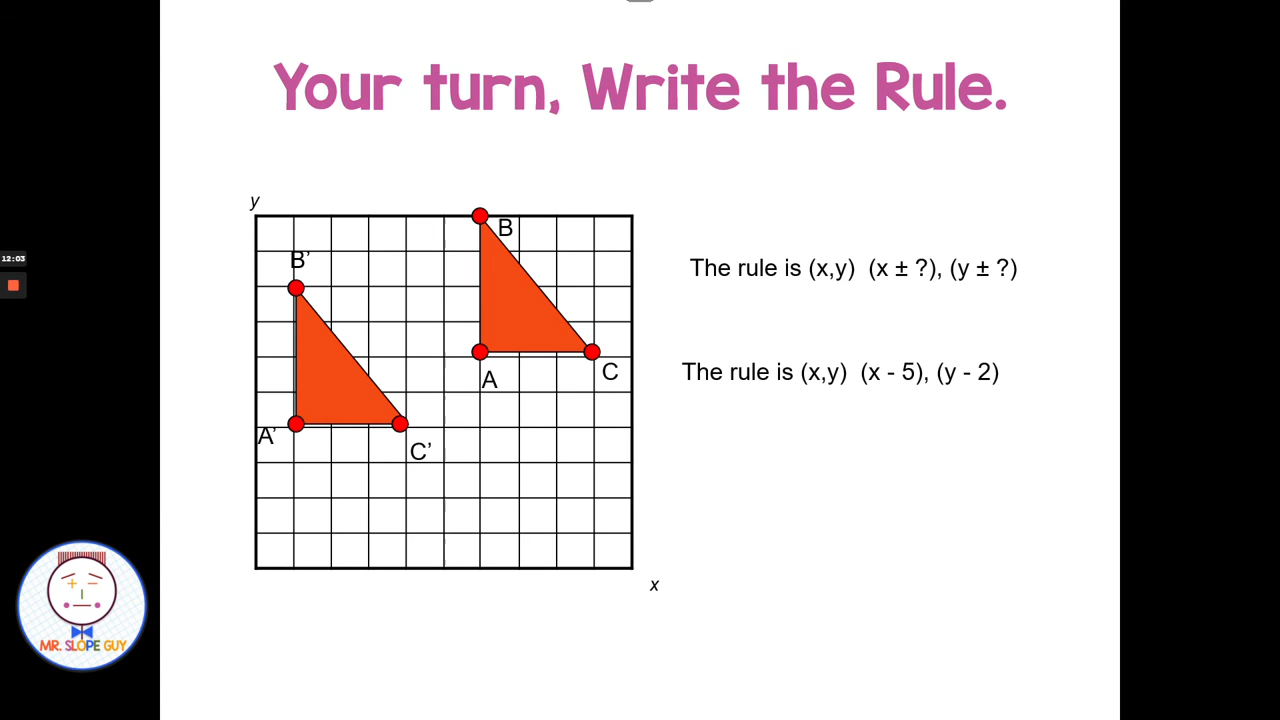 Your turn, Write the Rule.
y
B
B’
The rule is (x,y)  (x ± ?), (y ± ?)
12:03
The rule is (x,y)  (x - 5), (y - 2)
A
C
A’
C’
x
MR. SLOPE GUY